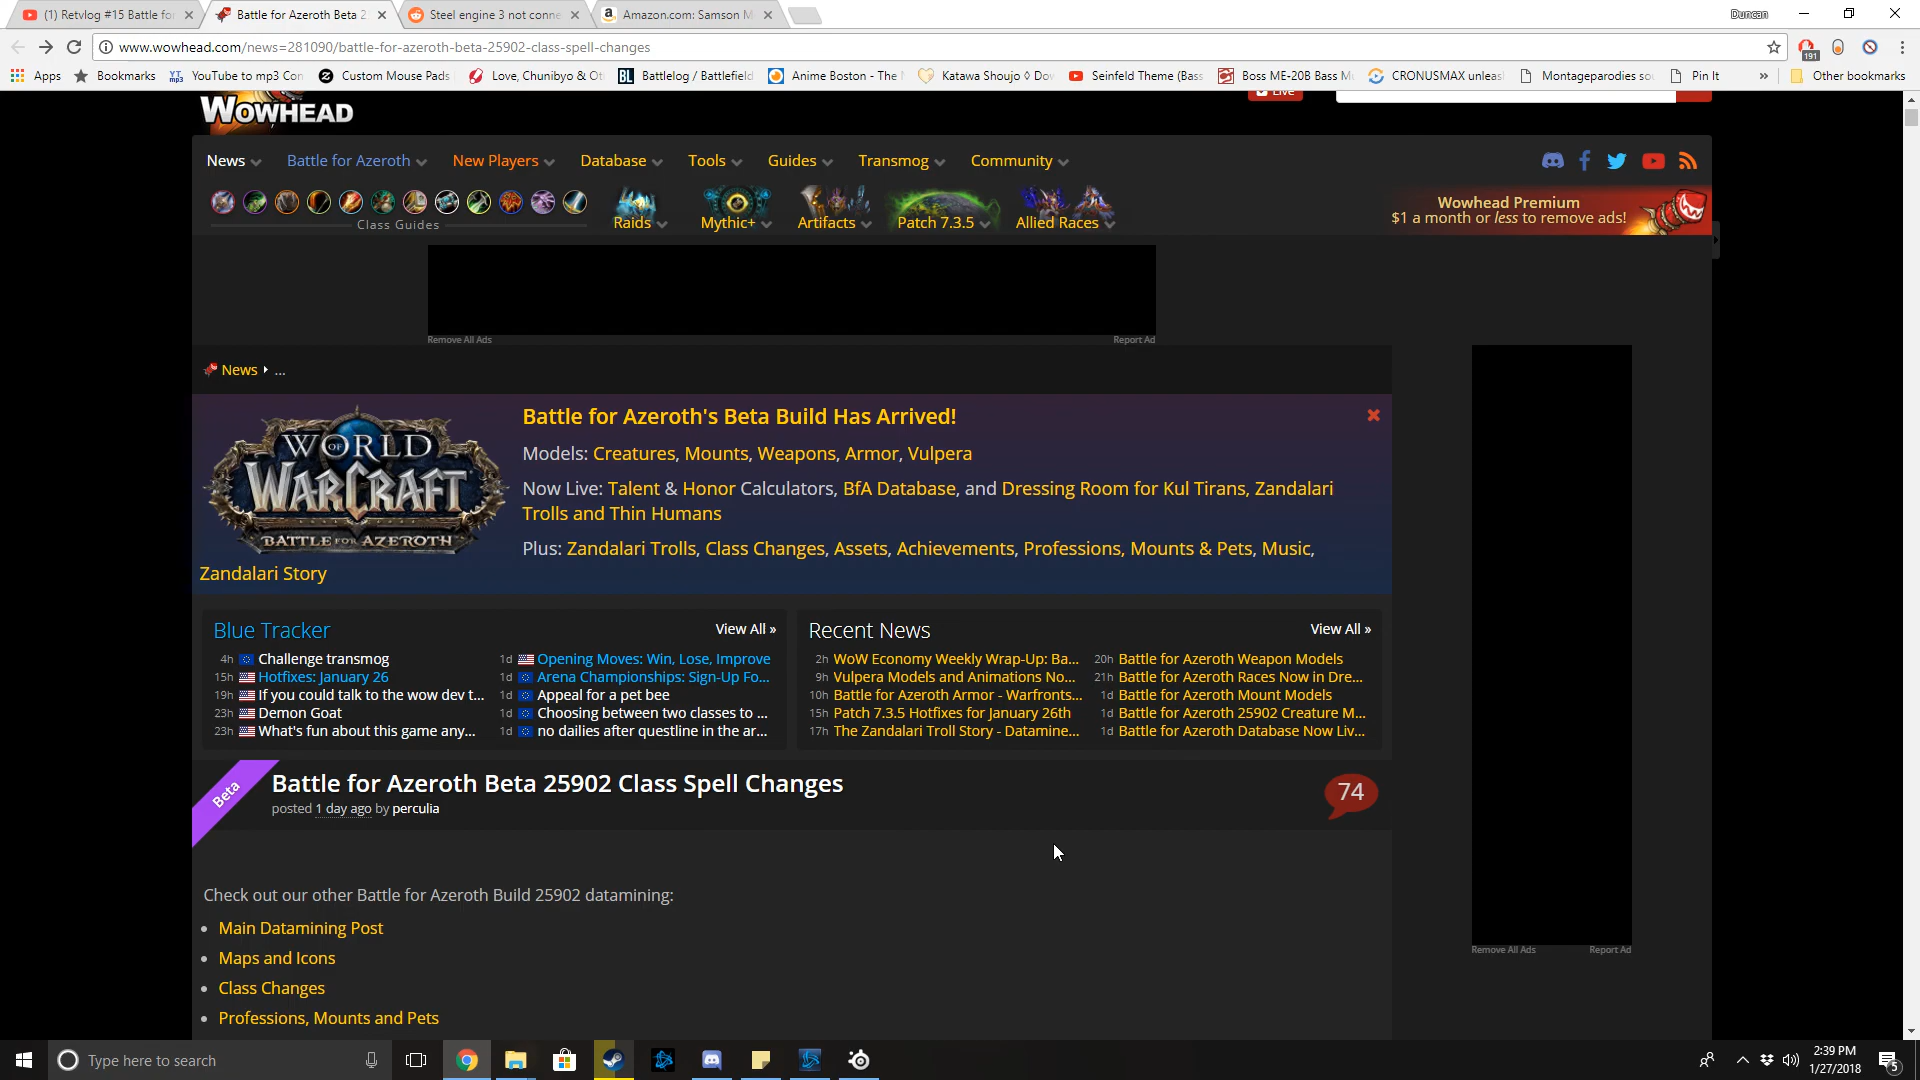 (1) Retvlog #15 Battle for
Battle for Azeroth Beta 2
Steel engine 3 not conne
Amazon.com: Samson M
Duncan
www.wowhead.com/news=281090/battle-for-azeroth-beta-25902-class-spell-changes
191
Apps
Bookmarks
YouTube to mp3 Con
Custom Mouse Pads
Love, Chunibyo & Ot
BL
Battlelog / Battlefield
Anime Boston - The
Katawa Shoujo ◊ Dov
Seinfeld Theme (Bass
Boss ME-20B Bass M
CRONUSMAX unleas
Montageparodies so
Pin It
»
Other bookmarks
WOWHEAD
Live
News
Battle for Azeroth
New Players
Database
Tools
Guides
Transmog
Community
Class Guides
Raids
Mythic+
Artifacts
Patch 7.3.5
Allied Races
Wowhead Premium
$1 a month or less to remove ads!
Remove All Ads
Report Ad
News ...
WORLD OF WARCRAFT
BATTLE FOR AZEROTH
Battle for Azeroth's Beta Build Has Arrived!
Models: Creatures, Mounts, Weapons, Armor, Vulpera
Now Live: Talent & Honor Calculators, BfA Database, and Dressing Room for Kul Tirans, Zandalari
Trolls and Thin Humans
Plus: Zandalari Trolls, Class Changes, Assets, Achievements, Professions, Mounts & Pets, Music,
Zandalari Story
Blue Tracker
View All »
4h Challenge transmog
15h Hotfixes: January 26
19h If you could talk to the wow dev t...
23h Demon Goat
23h What's fun about this game any...
1d Opening Moves: Win, Lose, Improve
1d Arena Championships: Sign-Up Fo...
1d Appeal for a pet bee
1d Choosing between two classes to ...
1d no dailies after questline in the ar...
Recent News
View All »
2h WoW Economy Weekly Wrap-Up: Ba...
9h Vulpera Models and Animations No...
10h Battle for Azeroth Armor - Warfronts...
15h Patch 7.3.5 Hotfixes for January 26th
17h The Zandalari Troll Story - Datamine...
20h Battle for Azeroth Weapon Models
21h Battle for Azeroth Races Now in Dre...
1d Battle for Azeroth Mount Models
1d Battle for Azeroth 25902 Creature M...
1d Battle for Azeroth Database Now Liv...
Beta
Battle for Azeroth Beta 25902 Class Spell Changes
posted 1 day ago by perculia
74
Check out our other Battle for Azeroth Build 25902 datamining:
• Main Datamining Post
• Maps and Icons
• Class Changes
• Professions, Mounts and Pets
Remove All Ads
Report Ad
Type here to search
2:39 PM
1/27/2018
5